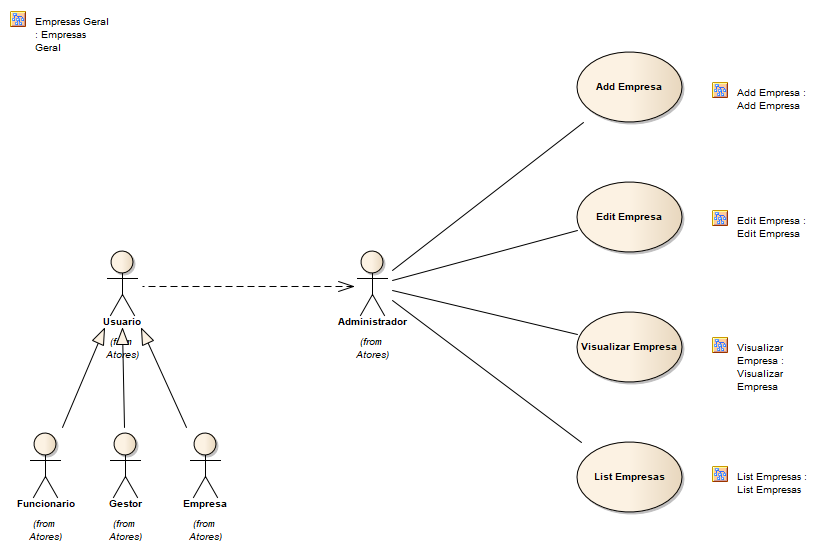 Empresas Geral
: Empresas
Geral
Add Empresa
Add Empresa :
Add Empresa
Edit Empresa
Edit Empresa :
Edit Empresa
Usuario
(from
Atores)
Administrador
(from
Atores)
Visualizar Empresa
Visualizar
Empresa :
Visualizar
Empresa
List Empresas
List Empresas :
List Empresas
Funcionario
(from
Atores)
Gestor
(from
Atores)
Empresa
(from
Atores)